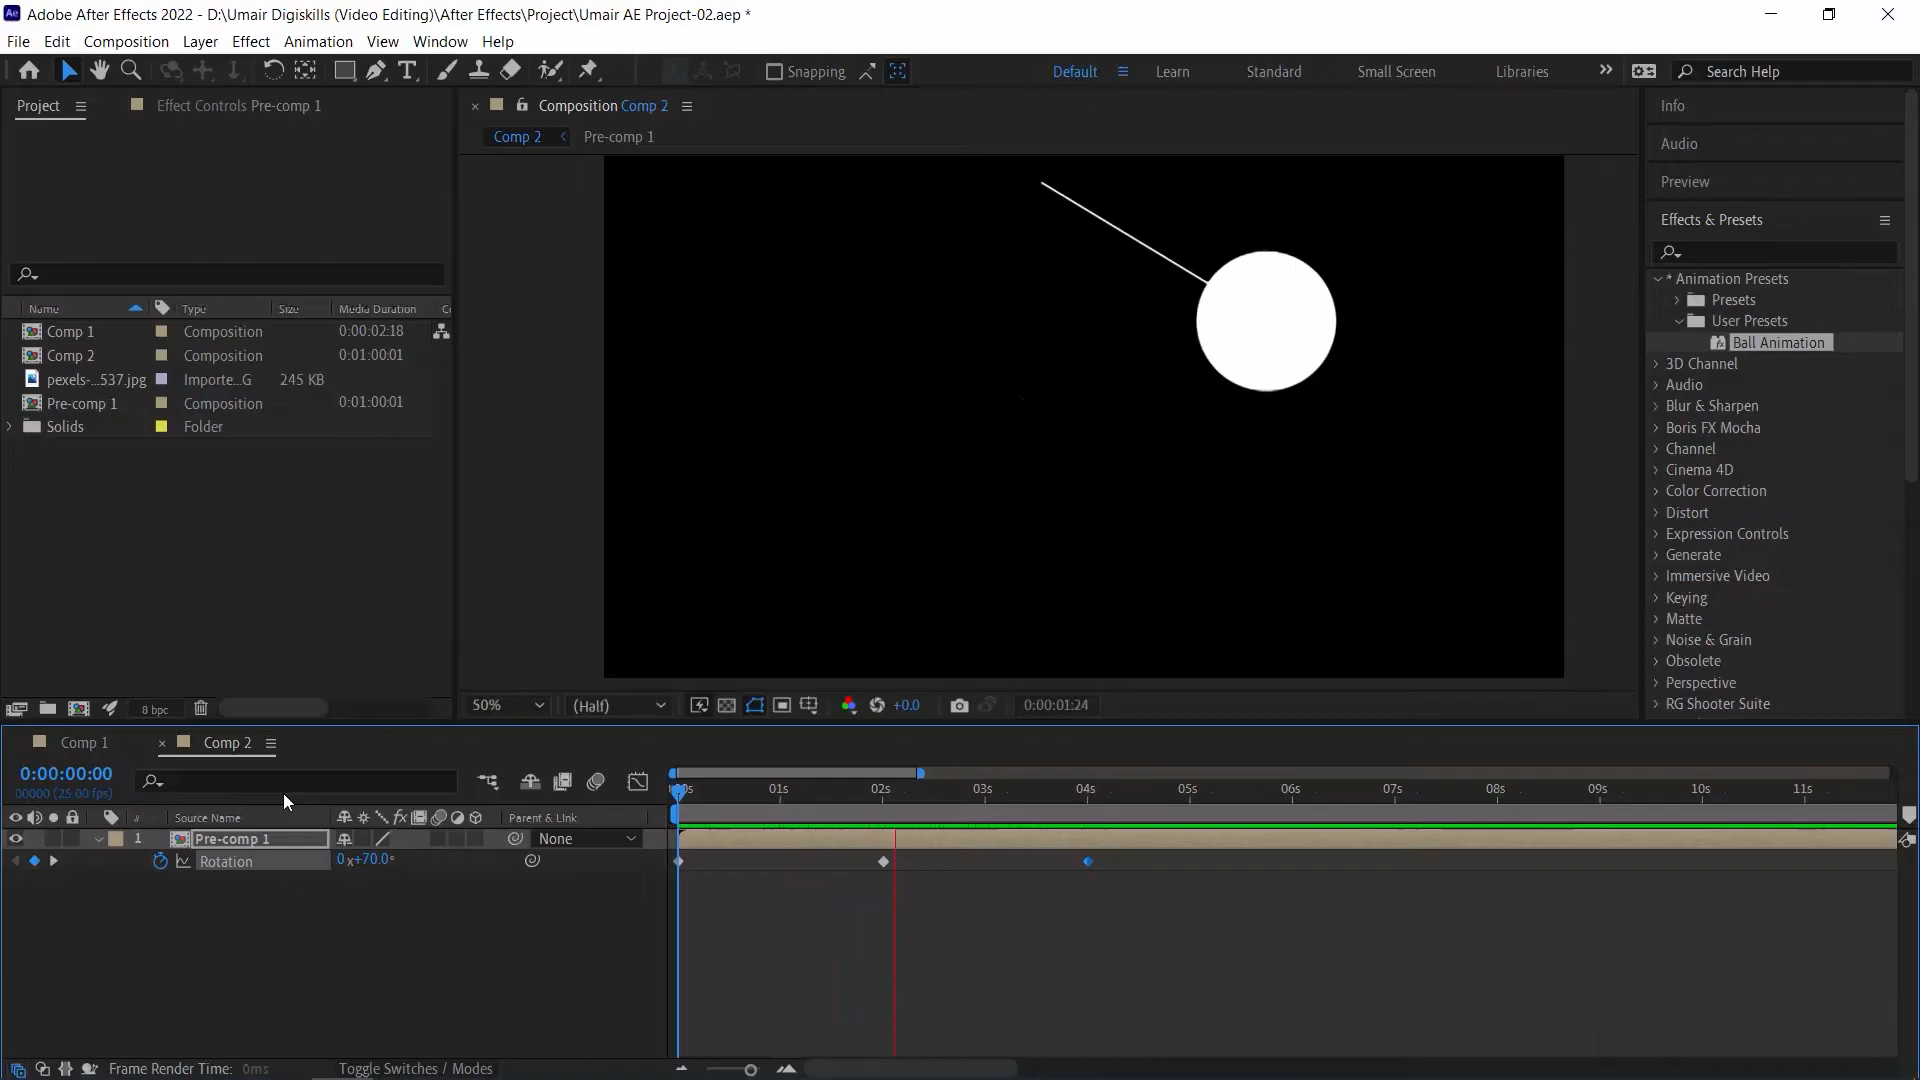 Adobe After Effects 2022 - D:\Umair Digiskills (Video Editing)\After Effects\Project\Umair AE Project-02.aep *
File Edit Composition Layer Effect Animation View Window Help
Snapping Default Learn Standard Small Screen Libraries Search Help
Project Effect Controls Pre-comp 1
Composition Comp 2
Comp 2 Pre-comp 1
Name Type Size Media Duration
Comp 1 Composition 0:00:02:18
Comp 2 Composition 0:01:00:01
pexels-...537.jpg Importe...G 245 KB
Pre-comp 1 Composition 0:01:00:01
Solids Folder
8 bpc
50% (Half) +0.0 0:00:01:24
Info
Audio
Preview
Effects & Presets
* Animation Presets
Presets
User Presets
Ball Animation
3D Channel
Audio
Blur & Sharpen
Boris FX Mocha
Channel
Cinema 4D
Color Correction
Distort
Expression Controls
Generate
Immersive Video
Keying
Matte
Noise & Grain
Obsolete
Perspective
RG Shooter Suite
Comp 1 Comp 2
0:00:00:00
00000 (25.00 fps)
01s 02s 03s 04s 05s 06s 07s 08s 09s 10s 11s
# Source Name Parent & Link
1 Pre-comp 1 None
Rotation 0x+70.0°
Frame Render Time: 0ms Toggle Switches / Modes